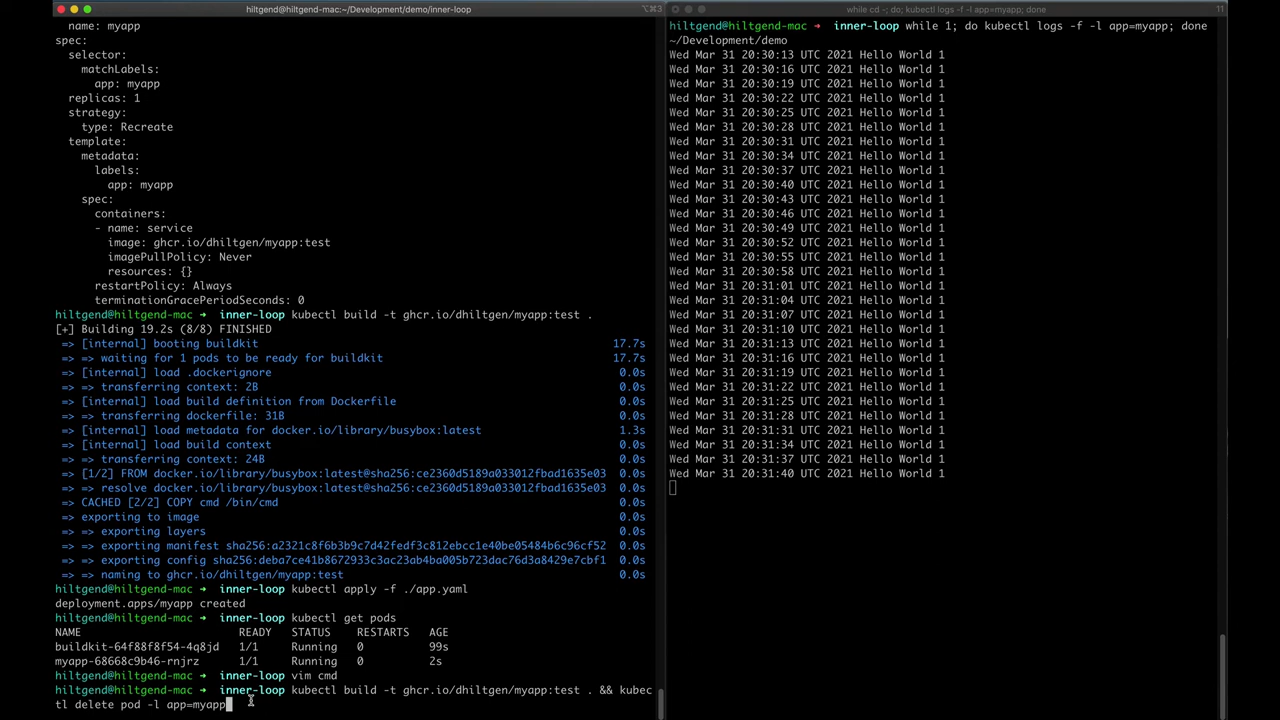 hiltgend@hiltgend-mac:~/Development/demo/inner-loop
⌥⌘3
name: myapp
spec:
selector:
matchLabels:
app: myapp
replicas: 1
strategy:
type: Recreate
template:
metadata:
labels:
app: myapp
spec:
containers:
- name: service
image: ghcr.io/dhiltgen/myapp:test
imagePullPolicy: Never
resources: {}
restartPolicy: Always
terminationGracePeriodSeconds: 0
hiltgend@hiltgend-mac ➜ inner-loop kubectl build -t ghcr.io/dhiltgen/myapp:test .
[+] Building 19.2s (8/8) FINISHED
=> [internal] booting buildkit 17.7s
=> => waiting for 1 pods to be ready for buildkit 17.7s
=> [internal] load .dockerignore 0.0s
=> => transferring context: 2B 0.0s
=> [internal] load build definition from Dockerfile 0.0s
=> => transferring dockerfile: 31B 0.0s
=> [internal] load metadata for docker.io/library/busybox:latest 1.3s
=> [internal] load build context 0.0s
=> => transferring context: 24B 0.0s
=> [1/2] FROM docker.io/library/busybox:latest@sha256:ce2360d5189a033012fbad1635e03 0.0s
=> => resolve docker.io/library/busybox:latest@sha256:ce2360d5189a033012fbad1635e03 0.0s
=> CACHED [2/2] COPY cmd /bin/cmd 0.0s
=> exporting to image 0.0s
=> => exporting layers 0.0s
=> => exporting manifest sha256:a2321c8f6b3b9c7d42fedf3c812ebcc1e40be05484b6c96cf52 0.0s
=> => exporting config sha256:deba7ce41b8672933c3ac23ab4ba005b723dac76d3a8429e7cbf1 0.0s
=> => naming to ghcr.io/dhiltgen/myapp:test 0.0s
hiltgend@hiltgend-mac ➜ inner-loop kubectl apply -f ./app.yaml
deployment.apps/myapp created
hiltgend@hiltgend-mac ➜ inner-loop kubectl get pods
NAME READY STATUS RESTARTS AGE
buildkit-64f88f8f54-4q8jd 1/1 Running 0 99s
myapp-68668c9b46-rnjrz 1/1 Running 0 2s
hiltgend@hiltgend-mac ➜ inner-loop vim cmd
hiltgend@hiltgend-mac ➜ inner-loop kubectl build -t ghcr.io/dhiltgen/myapp:test . && kubec
tl delete pod -l app=myapp
while cd -; do; kubectl logs -f -l app=myapp; done
11
hiltgend@hiltgend-mac ➜ inner-loop while 1; do kubectl logs -f -l app=myapp; done
~/Development/demo
Wed Mar 31 20:30:13 UTC 2021 Hello World 1
Wed Mar 31 20:30:16 UTC 2021 Hello World 1
Wed Mar 31 20:30:19 UTC 2021 Hello World 1
Wed Mar 31 20:30:22 UTC 2021 Hello World 1
Wed Mar 31 20:30:25 UTC 2021 Hello World 1
Wed Mar 31 20:30:28 UTC 2021 Hello World 1
Wed Mar 31 20:30:31 UTC 2021 Hello World 1
Wed Mar 31 20:30:34 UTC 2021 Hello World 1
Wed Mar 31 20:30:37 UTC 2021 Hello World 1
Wed Mar 31 20:30:40 UTC 2021 Hello World 1
Wed Mar 31 20:30:43 UTC 2021 Hello World 1
Wed Mar 31 20:30:46 UTC 2021 Hello World 1
Wed Mar 31 20:30:49 UTC 2021 Hello World 1
Wed Mar 31 20:30:52 UTC 2021 Hello World 1
Wed Mar 31 20:30:55 UTC 2021 Hello World 1
Wed Mar 31 20:30:58 UTC 2021 Hello World 1
Wed Mar 31 20:31:01 UTC 2021 Hello World 1
Wed Mar 31 20:31:04 UTC 2021 Hello World 1
Wed Mar 31 20:31:07 UTC 2021 Hello World 1
Wed Mar 31 20:31:10 UTC 2021 Hello World 1
Wed Mar 31 20:31:13 UTC 2021 Hello World 1
Wed Mar 31 20:31:16 UTC 2021 Hello World 1
Wed Mar 31 20:31:19 UTC 2021 Hello World 1
Wed Mar 31 20:31:22 UTC 2021 Hello World 1
Wed Mar 31 20:31:25 UTC 2021 Hello World 1
Wed Mar 31 20:31:28 UTC 2021 Hello World 1
Wed Mar 31 20:31:31 UTC 2021 Hello World 1
Wed Mar 31 20:31:34 UTC 2021 Hello World 1
Wed Mar 31 20:31:37 UTC 2021 Hello World 1
Wed Mar 31 20:31:40 UTC 2021 Hello World 1